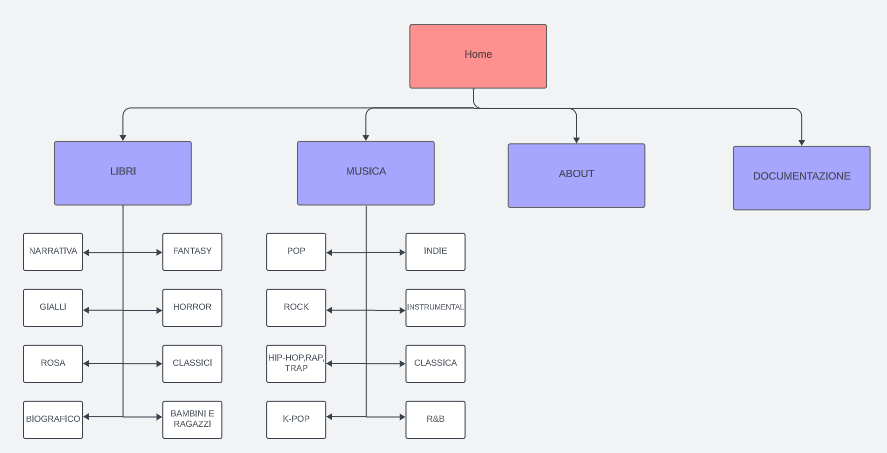 Home
LIBRI
MUSICA
ABOUT
DOCUMENTAZIONE
NARRATIVA
FANTASY
GIALLI
HORROR
ROSA
CLASSICI
BIOGRAFICO
BAMBINI E
RAGAZZI
POP
INDIE
ROCK
INSTRUMENTAL
HIP-HOP,RAP,
TRAP
CLASSICA
K-POP
R&B